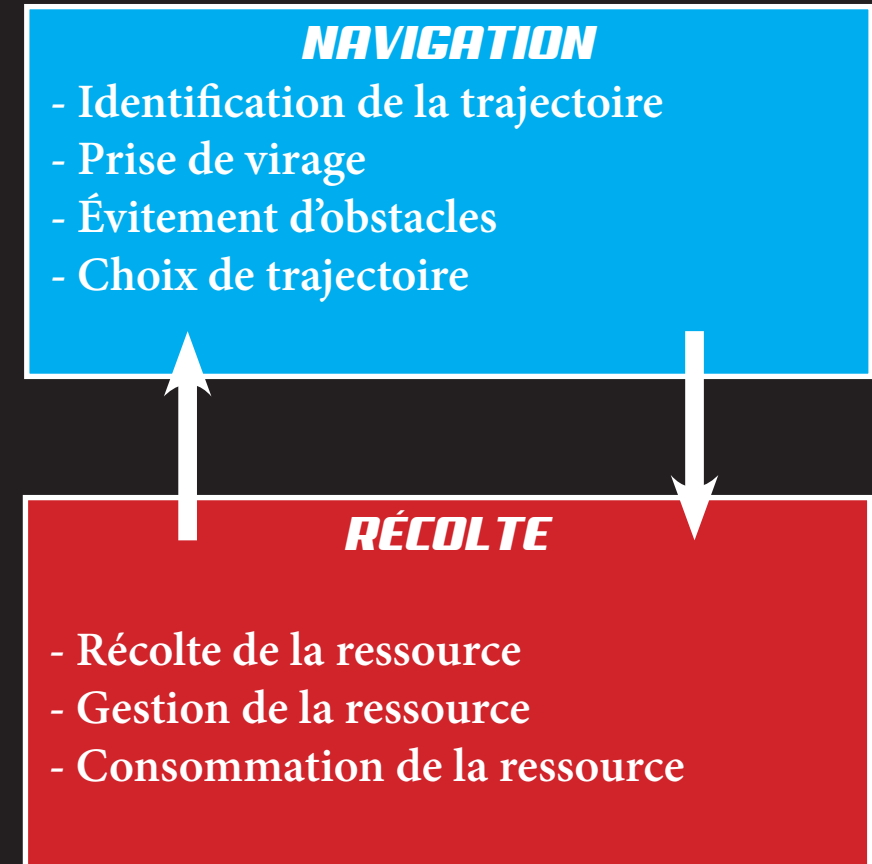 NAVIGATION
- Identification de la trajectoire
- Prise de virage
- Évitement d’obstacles
- Choix de trajectoire
RÉCOLTE
- Récolte de la ressource
- Gestion de la ressource
- Consommation de la ressource